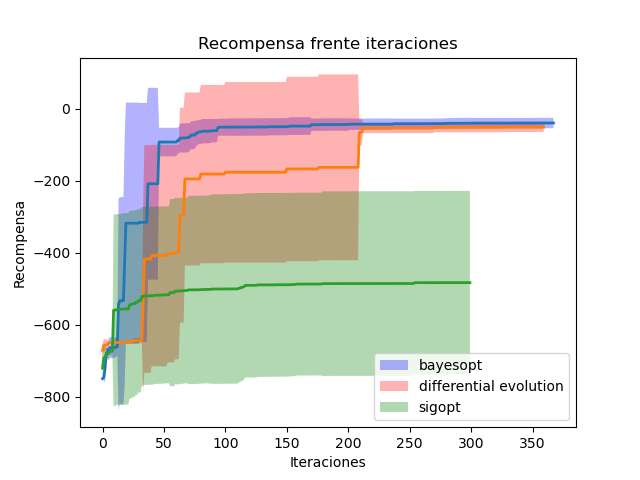 Recompensa frente iteraciones
Recompensa
0
−200
−400
−600
−800
0 50 100 150 200 250 300 350
Iteraciones
bayesopt
differential evolution
sigopt